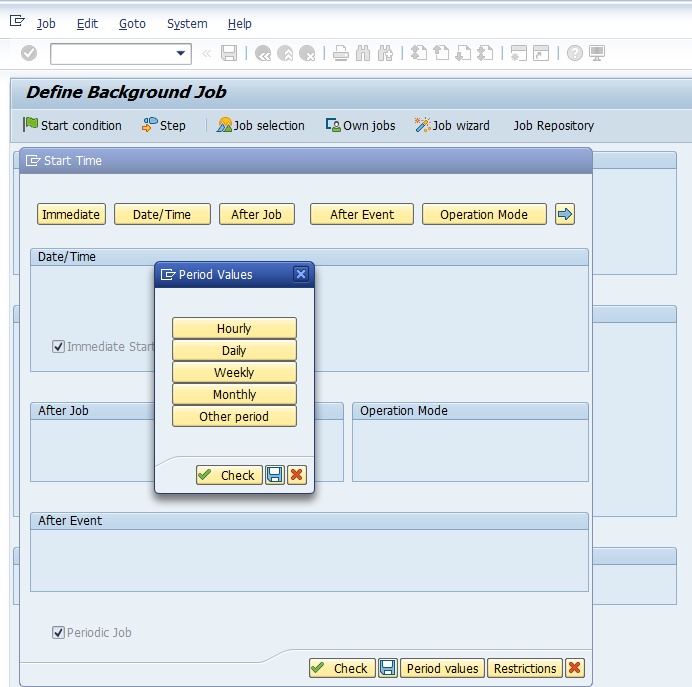 Job Edit Goto System Help
Define Background Job
Start condition Step Job selection Own jobs Job wizard Job Repository
Start Time
Immediate Date/Time After Job After Event Operation Mode
Date/Time
Period Values
Hourly
Immediate Start
Daily
Weekly
Monthly
After Job Operation Mode
Other period
Check
After Event
Periodic Job
Check Period values Restrictions